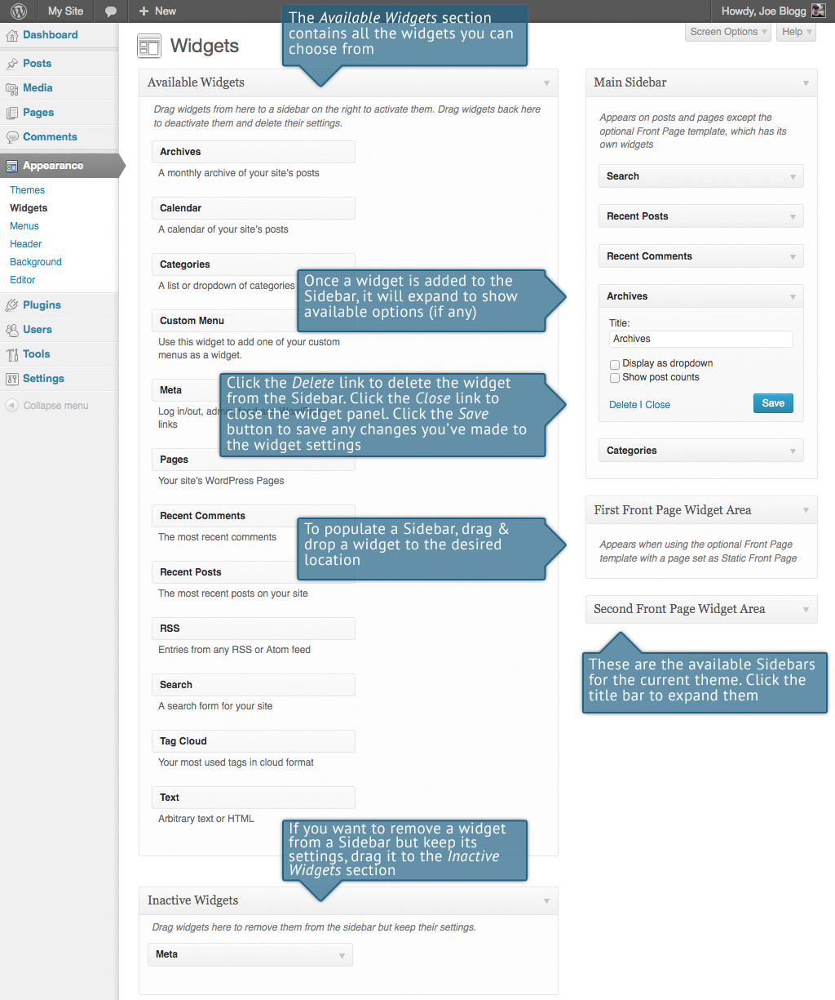 My Site
New
Howdy, Joe Blogg
Screen Options
Help
Dashboard
Posts
Media
Pages
Comments
Appearance
Themes
Widgets
Menus
Header
Background
Editor
Plugins
Users
Tools
Settings
Collapse menu
Widgets
The Available Widgets section
contains all the widgets you can
choose from
Available Widgets
Drag widgets from here to a sidebar on the right to activate them. Drag widgets back here
to deactivate them and delete their settings.
Archives
A monthly archive of your site's posts
Calendar
A calendar of your site's posts
Categories
A list or dropdown of categories
Once a widget is added to the
Sidebar, it will expand to show
available options (if any)
Custom Menu
Use this widget to add one of your custom
menus as a widget.
Meta
Log in/out, admin, feed and WordPress
links
Click the Delete link to delete the widget
from the Sidebar. Click the Close link to
close the widget panel. Click the Save
button to save any changes you've made to
the widget settings
Pages
Your site's WordPress Pages
Recent Comments
The most recent comments
To populate a Sidebar, drag &
drop a widget to the desired
location
Recent Posts
The most recent posts on your site
RSS
Entries from any RSS or Atom feed
Search
A search form for your site
Tag Cloud
Your most used tags in cloud format
Text
Arbitrary text or HTML
If you want to remove a widget
from a Sidebar but keep its
settings, drag it to the Inactive
Widgets section
Inactive Widgets
Drag widgets here to remove them from the sidebar but keep their settings.
Meta
Main Sidebar
Appears on posts and pages except the
optional Front Page template, which has its
own widgets
Search
Recent Posts
Recent Comments
Archives
Title:
Archives
Display as dropdown
Show post counts
Delete | Close
Save
Categories
First Front Page Widget Area
Appears when using the optional Front Page
template with a page set as Static Front Page
Second Front Page Widget Area
These are the available Sidebars
for the current theme. Click the
title bar to expand them